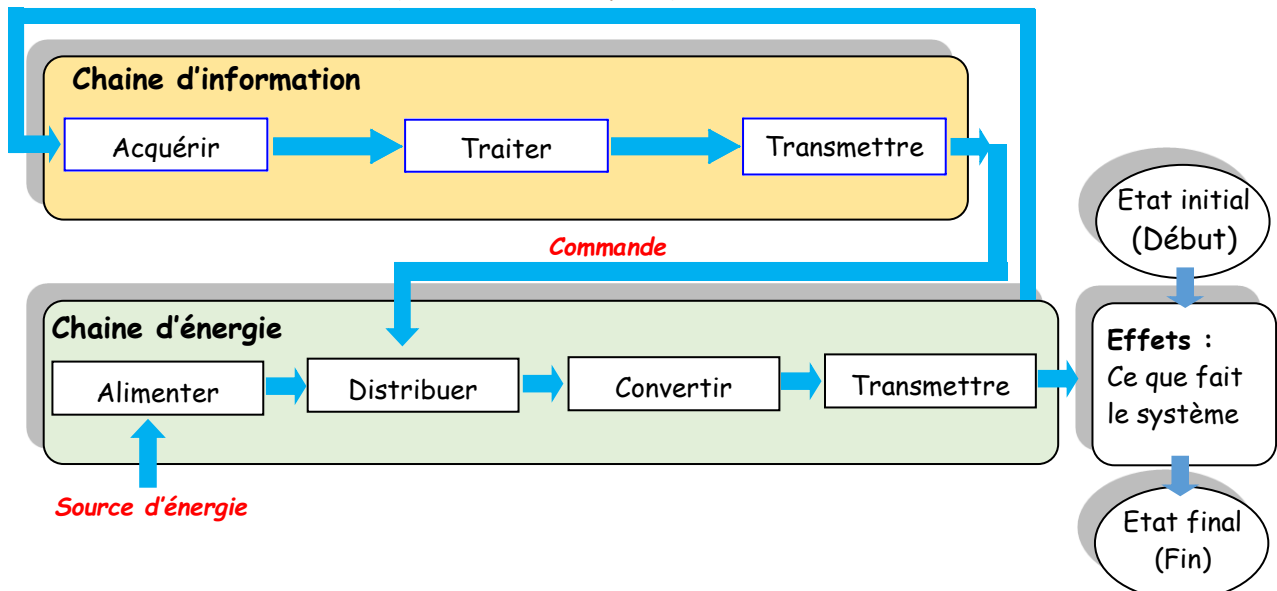 Chaine d'information
Acquérir
Traiter
Transmettre
Commande
Chaine d'énergie
Alimenter
Distribuer
Convertir
Transmettre
Source d'énergie
Etat initial
(Début)
Effets :
Ce que fait
le système
Etat final
(Fin)